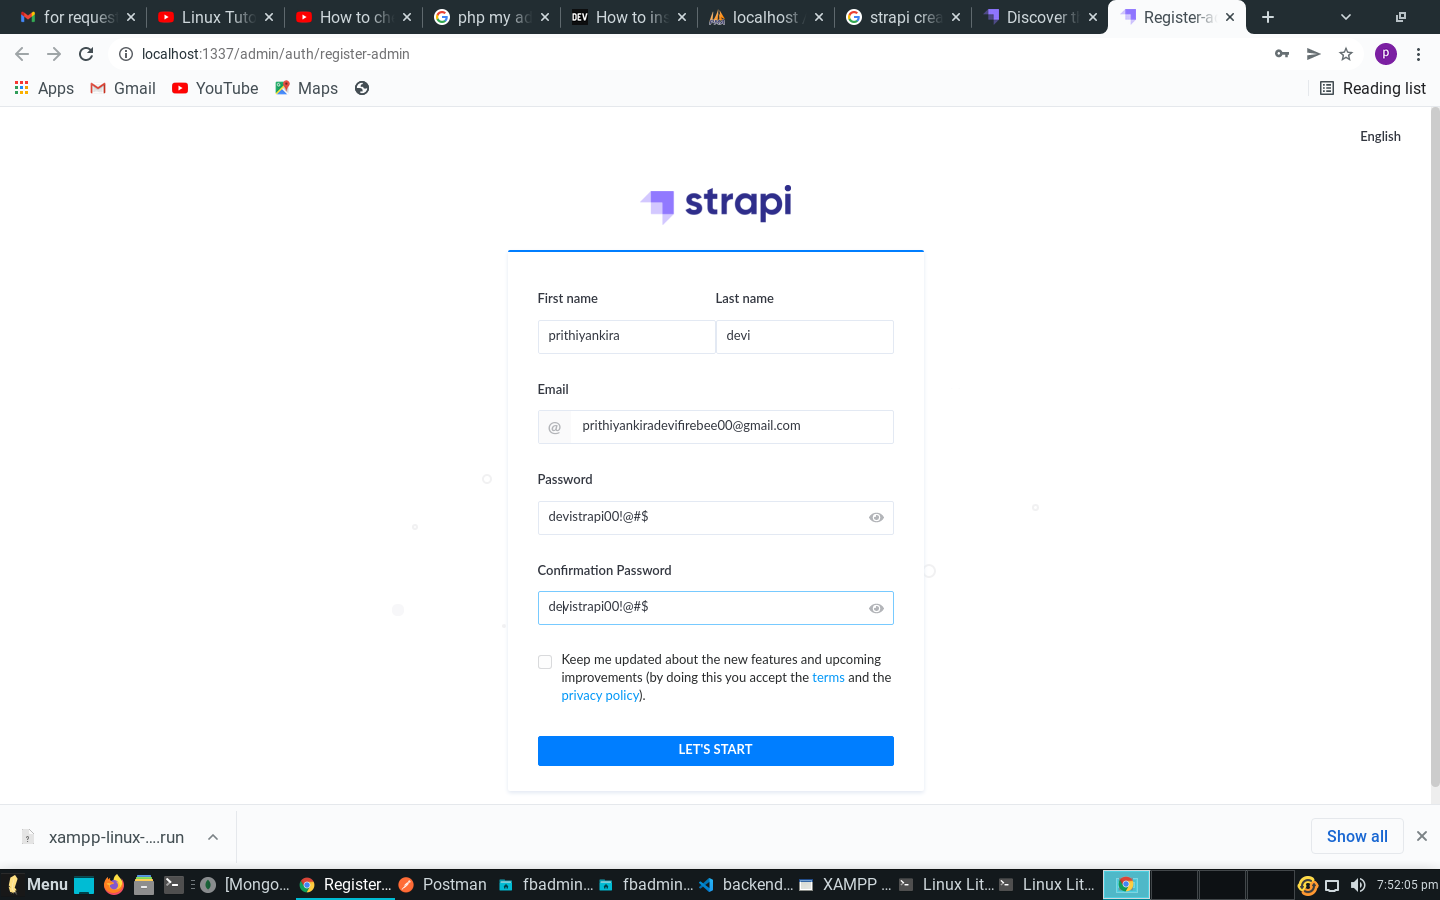 for reques
Linux Tuto
How to ch
php my ad
DEV
How to ins
localhost /
strapi crea
Discover t
Register-a
localhost:1337/admin/auth/register-admin
p
Apps
Gmail
YouTube
Maps
Reading list
English
strapi
First name
Last name
prithiyankira
devi
Email
@
prithiyankiradevifirebee00@gmail.com
Password
devistrapi00!@#$
Confirmation Password
devistrapi00!@#$
Keep me updated about the new features and upcoming
improvements (by doing this you accept the terms and the
privacy policy).
LET'S START
xampp-linux-....run
Show all
Menu
[Mongo...
Register...
Postman
fbadmin...
fbadmin...
backend...
XAMPP ...
Linux Lit...
Linux Lit...
7:52:05 pm